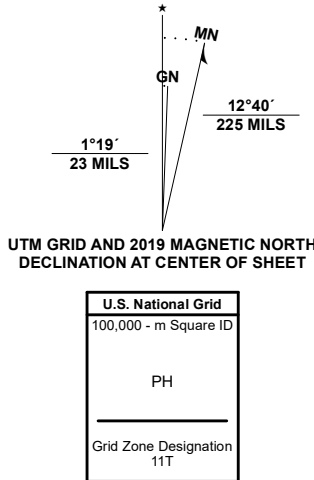 ★
MN
GN
12°40´
225 MILS
1°19´
23 MILS
UTM GRID AND 2019 MAGNETIC NORTH
DECLINATION AT CENTER OF SHEET
U.S. National Grid
100,000 - m Square ID
PH
Grid Zone Designation
11T